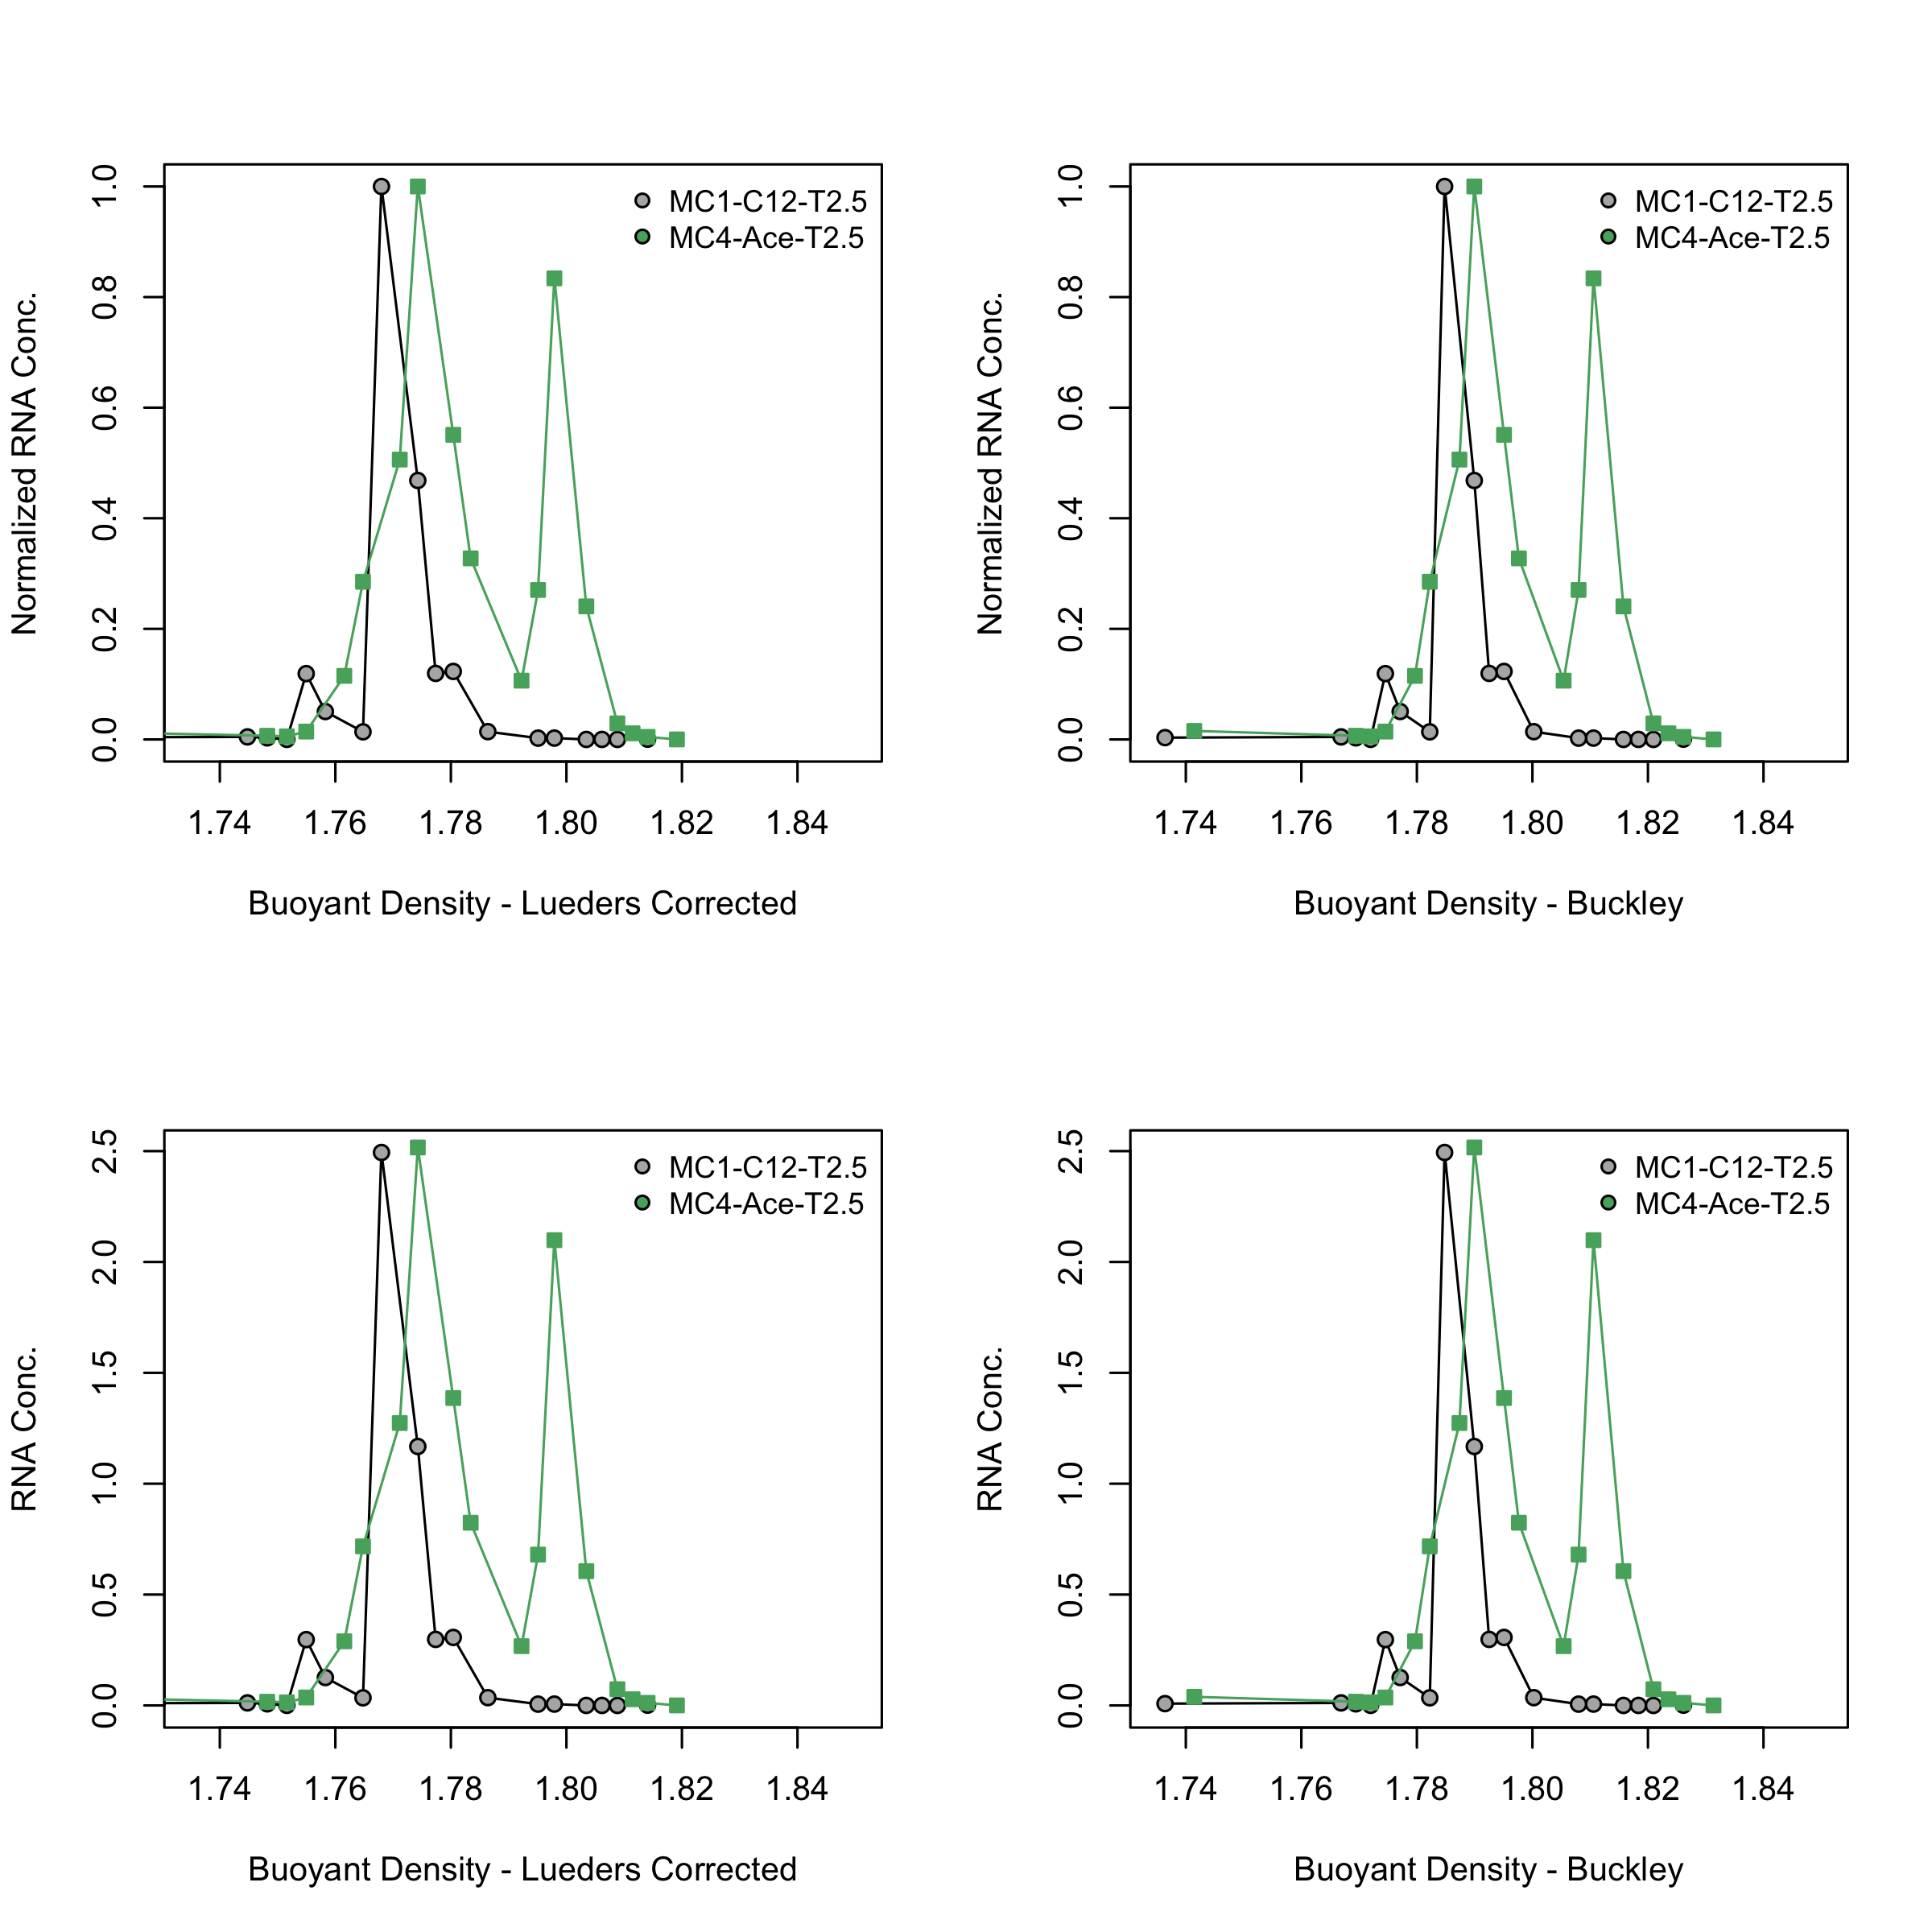 Normalized RNA Conc.
1.0
0.8
0.6
0.4
0.2
0.0
MC1-C12-T2.5
MC4-Ace-T2.5
1.74 1.76 1.78 1.80 1.82 1.84
Buoyant Density - Lueders Corrected
Normalized RNA Conc.
1.0
0.8
0.6
0.4
0.2
0.0
MC1-C12-T2.5
MC4-Ace-T2.5
1.74 1.76 1.78 1.80 1.82 1.84
Buoyant Density - Buckley
RNA Conc.
2.5
2.0
1.5
1.0
0.5
0.0
MC1-C12-T2.5
MC4-Ace-T2.5
1.74 1.76 1.78 1.80 1.82 1.84
Buoyant Density - Lueders Corrected
RNA Conc.
2.5
2.0
1.5
1.0
0.5
0.0
MC1-C12-T2.5
MC4-Ace-T2.5
1.74 1.76 1.78 1.80 1.82 1.84
Buoyant Density - Buckley